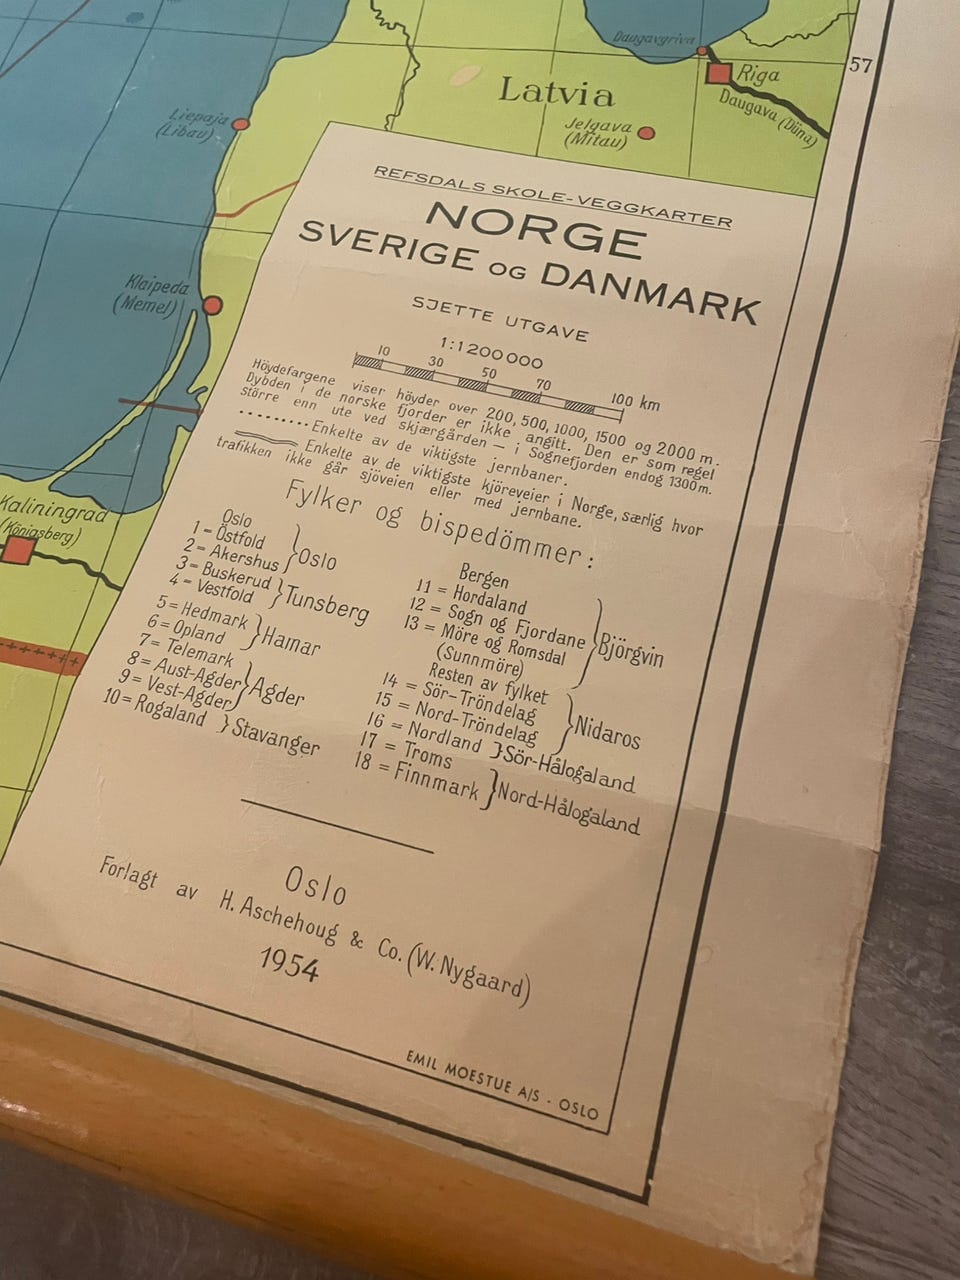 Daugavgriva
57
Riga
Latvia
Daugava (Düna)
Liepaja
(Libau)
Jelgava
(Mitau)
REFSDALS SKOLE-VEGGKARTER
NORGE
SVERIGE OG DANMARK
Klaipeda
(Memel)
SJETTE UTGAVE
1:1200000
10 30 50 70 100 km
Höydefargene viser höyder over 200, 500, 1000, 1500 og 2000 m.
Dybden i de norske fjorder er ikke angitt. Den er som regel
större enn ute ved skjærgården – i Sognefjorden endog 1300 m.
Enkelte av de viktigste jernbaner.
Enkelte av de viktigste kjöreveier i Norge, særlig hvor
trafikken ikke går sjöveien eller med jernbane.
Kaliningrad
(Königsberg)
Fylker og bispedömmer:
Oslo
1 = Östfold
2 = Akershus } Oslo
3 = Buskerud
4 = Vestfold } Tunsberg
5 = Hedmark
6 = Opland } Hamar
7 = Telemark
8 = Aust-Agder
9 = Vest-Agder } Agder
10 = Rogaland } Stavanger
Bergen
11 = Hordaland
12 = Sogn og Fjordane
13 = Möre og Romsdal
(Sunnmöre) } Björgvin
Resten av fylket
14 = Sör-Tröndelag
15 = Nord-Tröndelag } Nidaros
16 = Nordland } Sör-Hålogaland
17 = Troms
18 = Finnmark } Nord-Hålogaland
Oslo
Forlagt av H. Aschehoug & Co. (W. Nygaard)
1954
EMIL MOESTUE A/S - OSLO